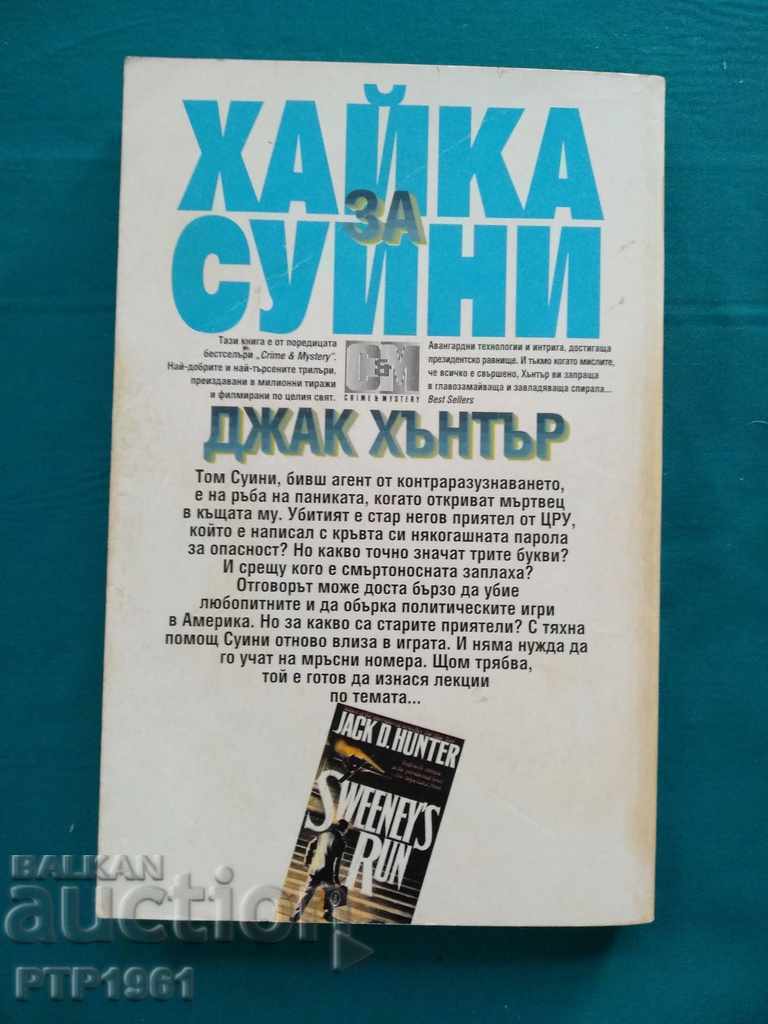 ХАЙКА
ЗА
СУИНИ
Тази книга е от поредицата
бестселъри „Crime & Mystery".
Най-добрите и най-търсените трилъри,
преиздавани в милионни тиражи
и филмирани по целия свят.
C&M
CRIME & MYSTERY
Авангардни технологии и интрига, достигаща
президентско равнище. И тъкмо когато мислите,
че всичко е свършено, Хънтър ви запраща
в главозамайваща и завладяваща спирала...
Best Sellers
ДЖАК ХЪНТЪР
Том Суини, бивш агент от контраразузнаването,
е на ръба на паниката, когато откриват мъртвец
в къщата му. Убитият е стар негов приятел от ЦРУ,
който е написал с кръвта си някогашната парола
за опасност? Но какво точно значат трите букви?
И срещу кого е смъртоносната заплаха?
Отговорът може доста бързо да убие
любопитните и да обърка политическите игри
в Америка. Но за какво са старите приятели? С тяхна
помощ Суини отново влиза в играта. И няма нужда да
го учат на мръсни номера. Щом трябва,
той е готов да изнася лекции
по темата...
JACK D. HUNTER
SWEENEY'S
RUN
BALKAN
auction
PTP1961